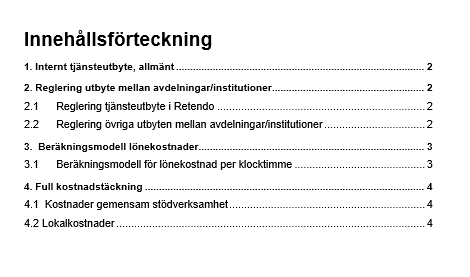 Innehållsförteckning
1. Internt tjänsteutbyte, allmänt 2
2. Reglering utbyte mellan avdelningar/institutioner 2
2.1 Reglering tjänsteutbyte i Retendo 2
2.2 Reglering övriga utbyten mellan avdelningar/institutioner 2
3. Beräkningsmodell lönekostnader 3
3.1 Beräkningsmodell för lönekostnad per klocktimme 3
4. Full kostnadstäckning 4
4.1 Kostnader gemensam stödverksamhet 4
4.2 Lokalkostnader 4